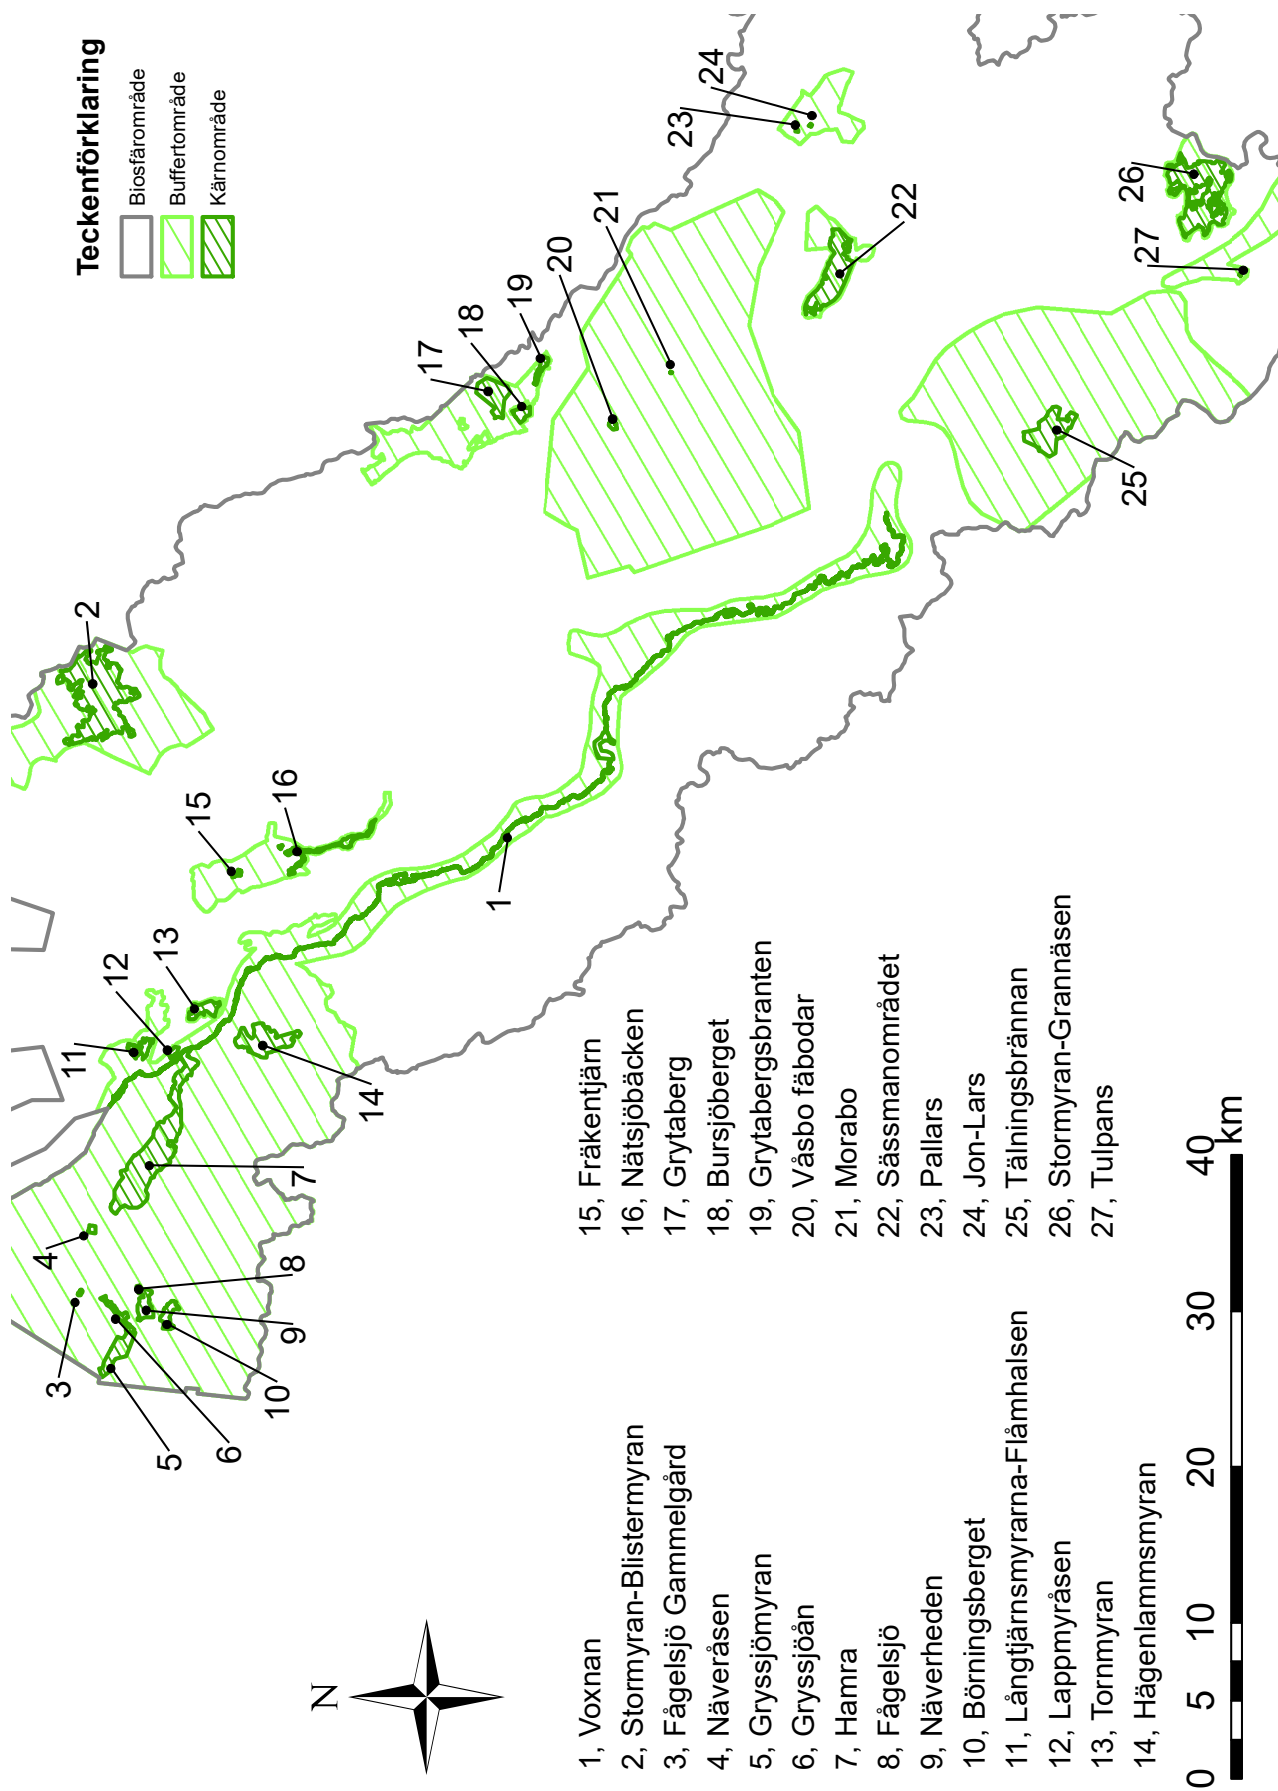 Teckenförklaring
Biosfärområde
Buffertområde
Kärnområde
1
2
3
4
5
6
7
8
9
10
11
12
13
14
15
16
17
18
19
20
21
22
23
24
25
26
27
N
1, Voxnan
2, Stormyran-Blistermyran
3, Fågelsjö Gammelgård
4, Näveråsen
5, Gryssjömyran
6, Gryssjöån
7, Hamra
8, Fågelsjö
9, Näverheden
10, Börningsberget
11, Långtjärnsmyrarna-Flåmhalsen
12, Lappmyråsen
13, Tornmyran
14, Hägenlammsmyran
15, Fräkentjärn
16, Nätsjöbäcken
17, Grytaberg
18, Bursjöberget
19, Grytabergsbranten
20, Våsbo fäbodar
21, Morabo
22, Sässmanområdet
23, Pallars
24, Jon-Lars
25, Tälningsbrännan
26, Stormyran-Grannäsen
27, Tulpans
0 5 10 20 30 40
km